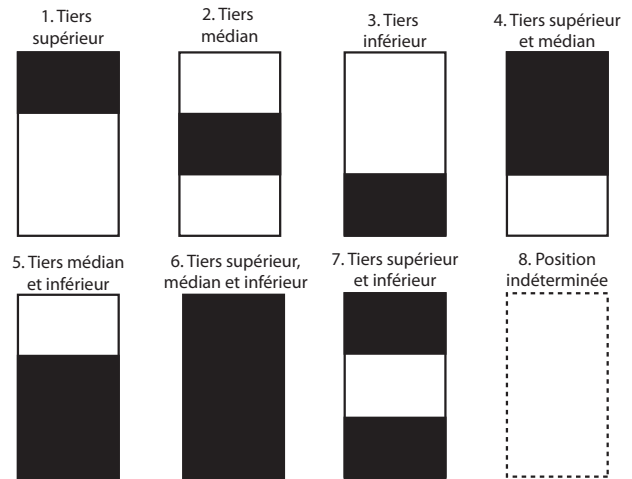 1. Tiers
supérieur
2. Tiers
médian
3. Tiers
inférieur
4. Tiers supérieur
et médian
5. Tiers médian
et inférieur
6. Tiers supérieur,
médian et inférieur
7. Tiers supérieur
et inférieur
8. Position
indéterminée